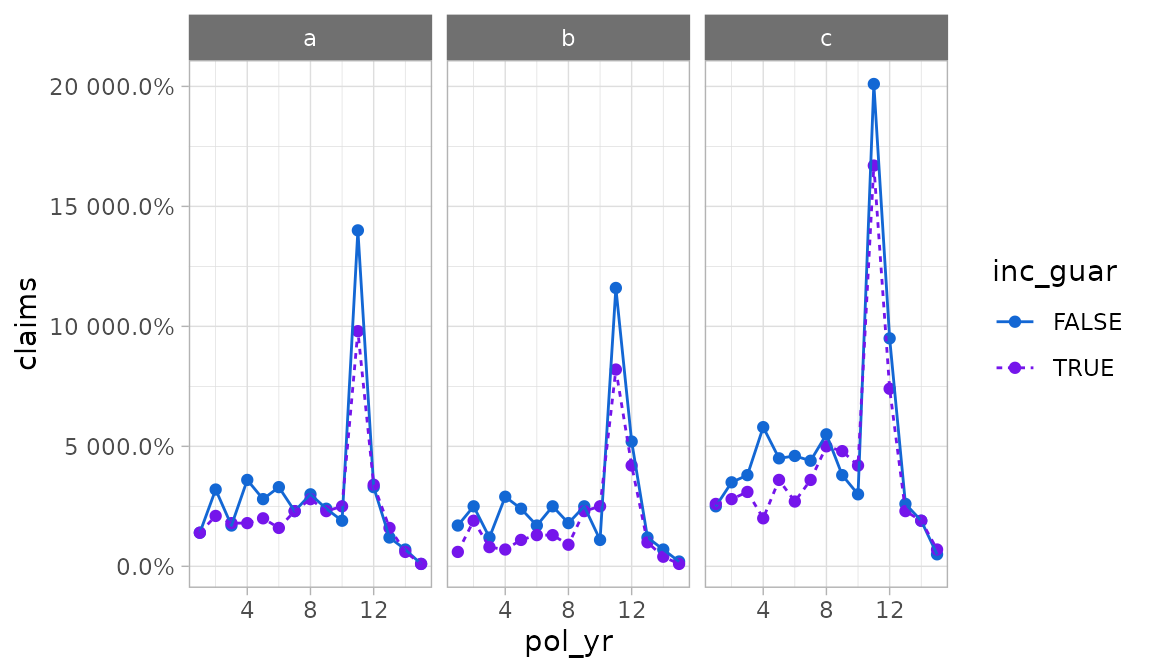 a b c
20 000.0%
15 000.0%
10 000.0%
5 000.0%
0.0%
claims
4 8 12 4 8 12 4 8 12
pol_yr
inc_guar
FALSE
TRUE